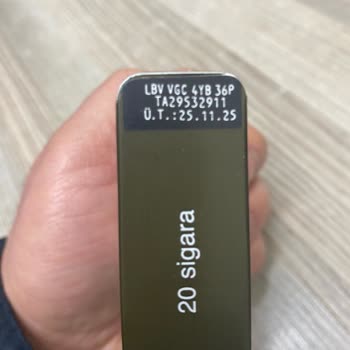 LBV VGC 4YB 36P
TA29532911
Ü.T.:25.11.25
20 sigara